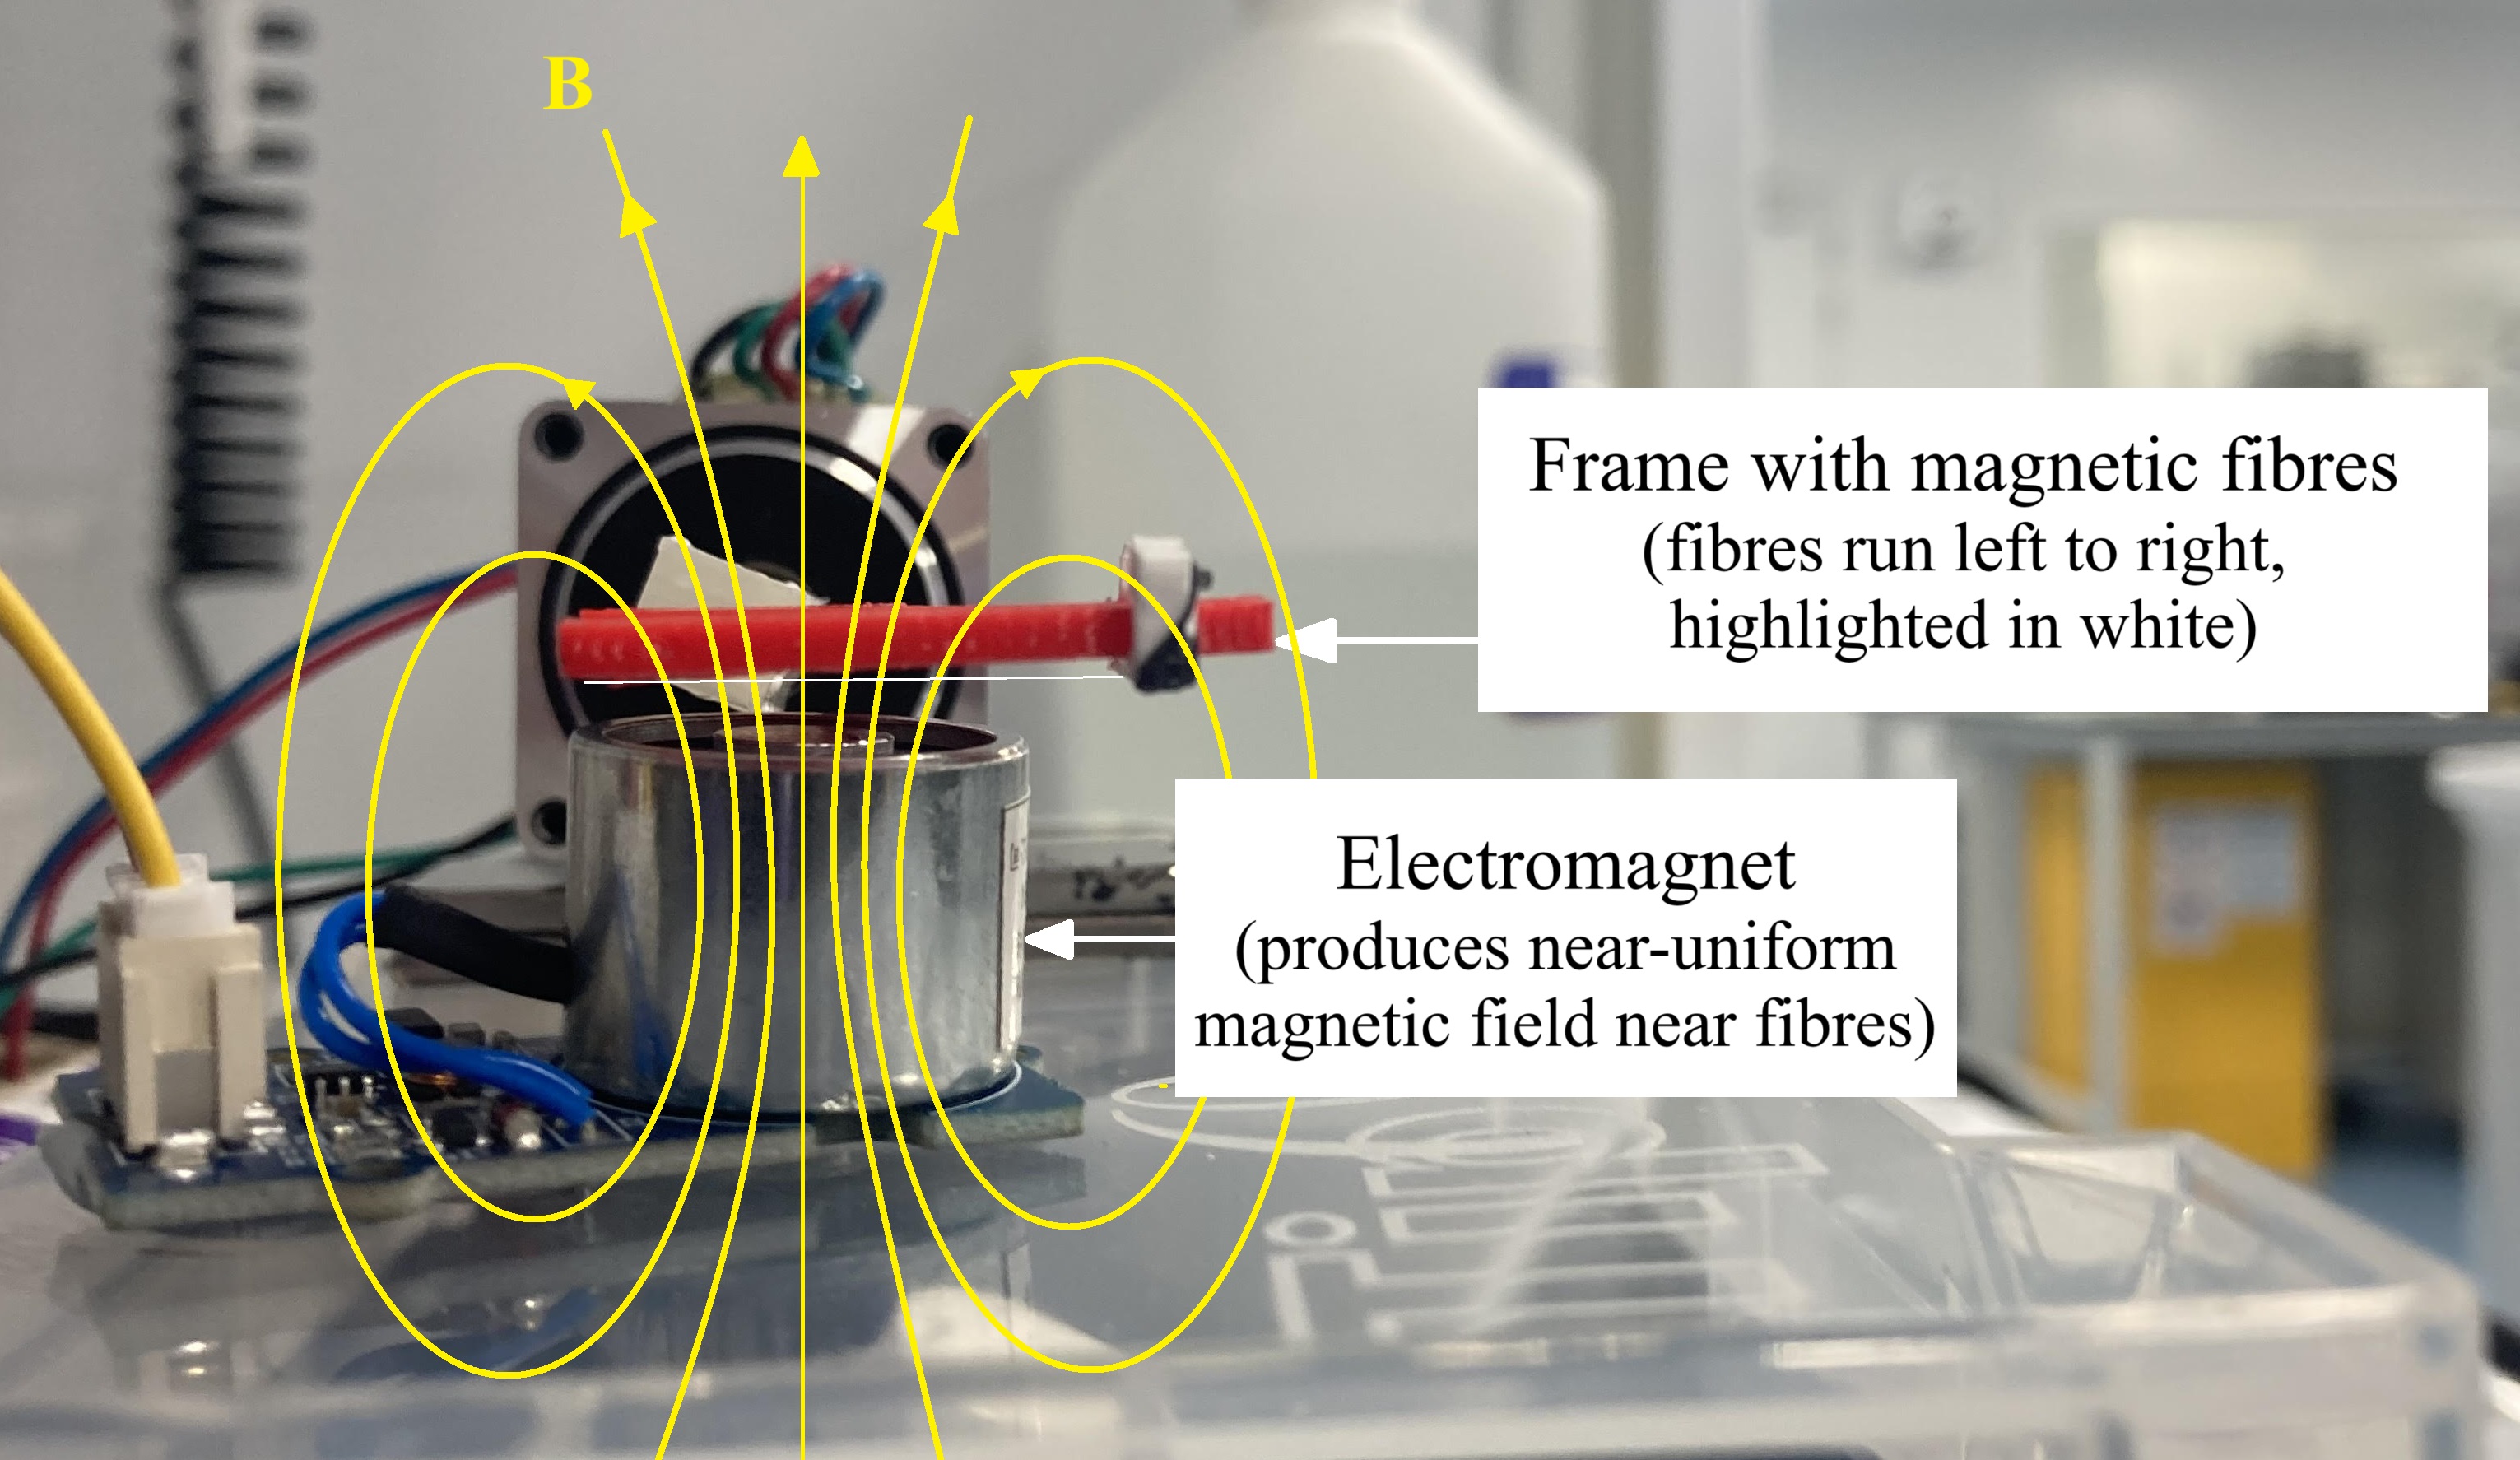 B
Frame with magnetic fibres
(fibres run left to right,
highlighted in white)
Electromagnet
(produces near-uniform
magnetic field near fibres)